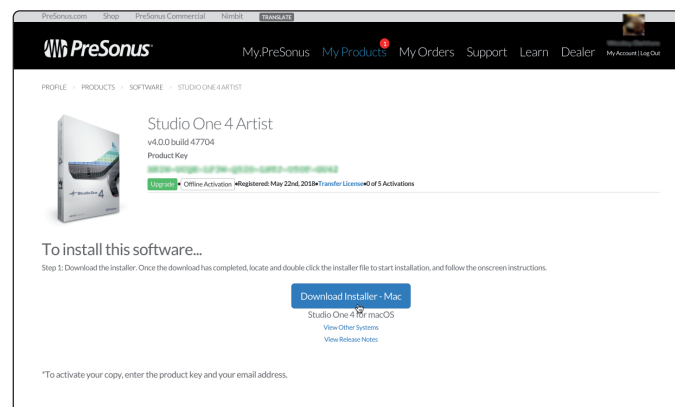 PreSonus.com Shop PreSonus Commercial Nimbit TRANSLATE
PreSonus
My.PreSonus My Products 1 My Orders Support Learn Dealer My Account | Log Out
PROFILE PRODUCTS SOFTWARE STUDIO ONE 4 ARTIST
Studio One 4 Artist
v4.0.0 build 47704
Product Key
Upgrade • Offline Activation •Registered: May 22nd, 2018•Transfer License•0 of 5 Activations
Studio One 4
To install this software...
Step 1: Download the installer. Once the download has completed, locate and double click the installer file to start installation, and follow the onscreen instructions.
Download Installer - Mac
Studio One 4 for macOS
View Other Systems
View Release Notes
*To activate your copy, enter the product key and your email address.